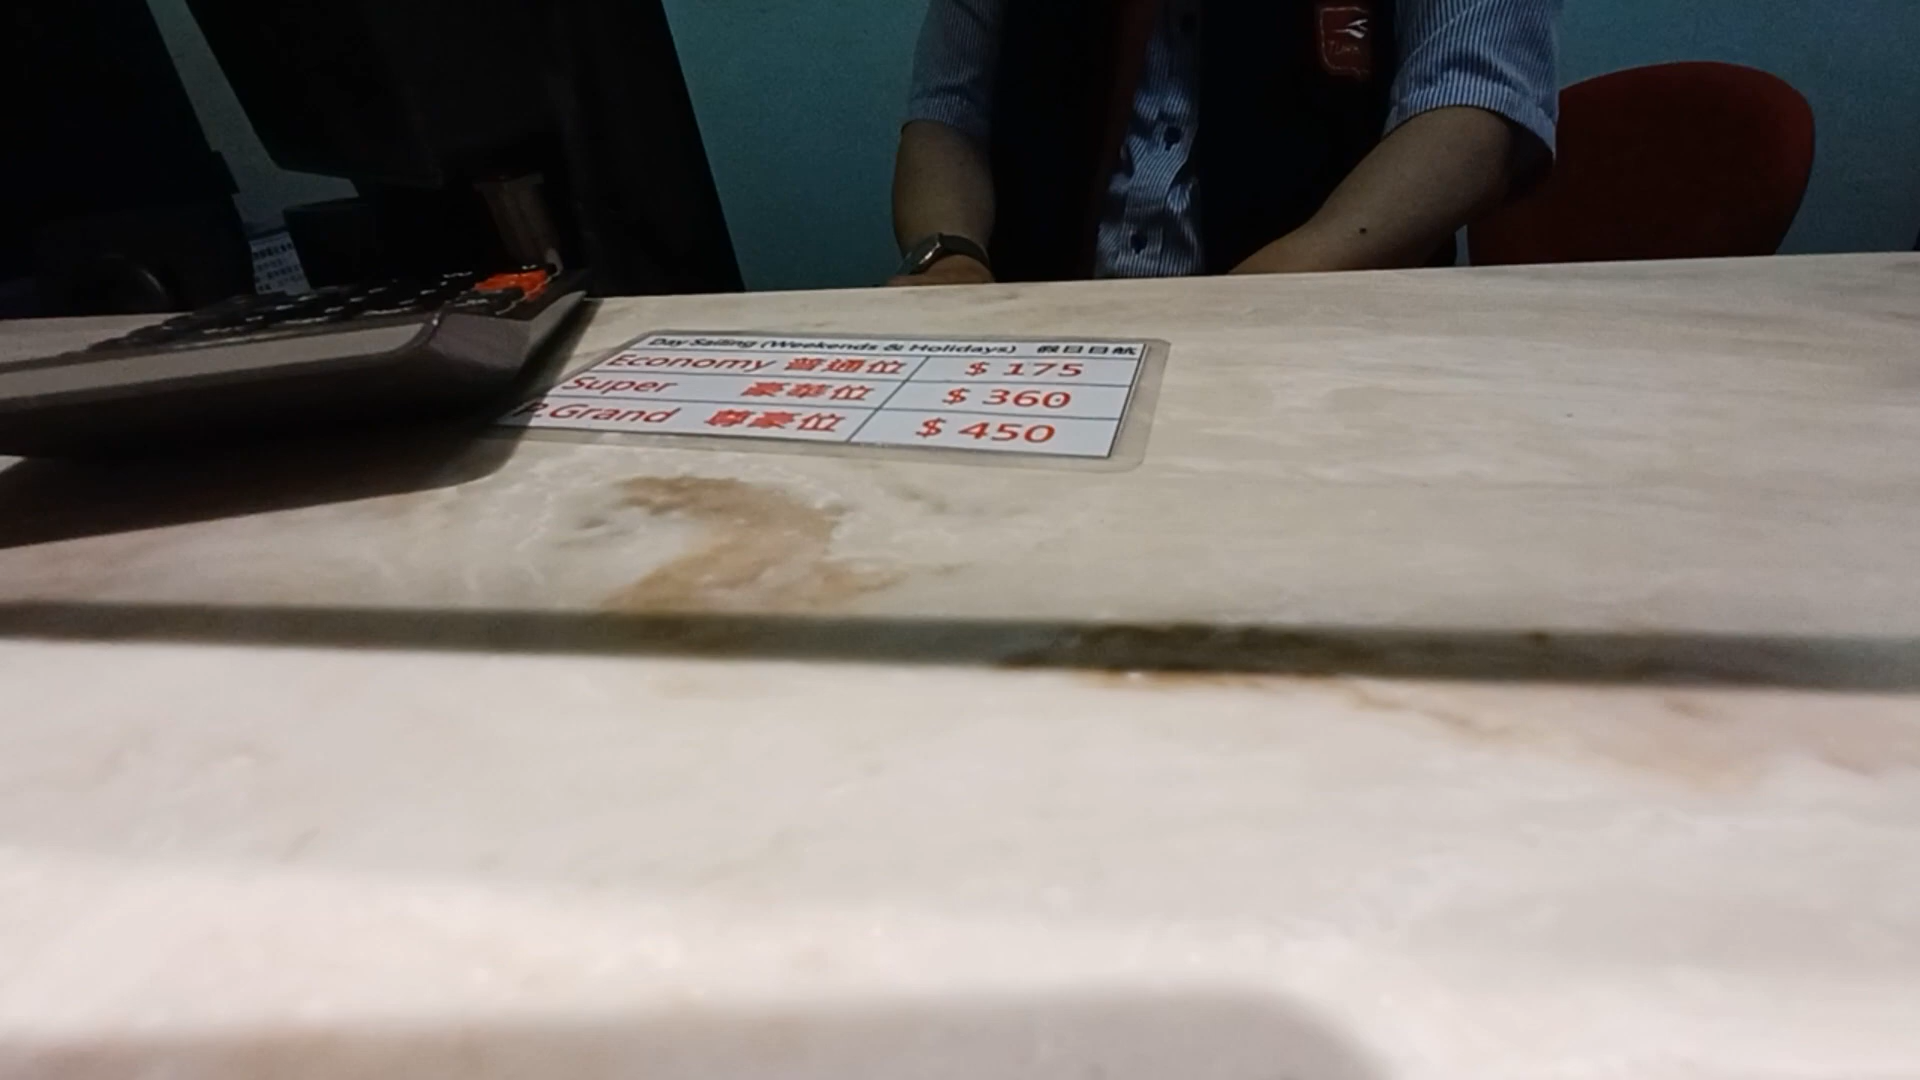 Day Sailing (Weekends & Holidays) 假日日航
Economy 普通位 $ 175
Super 豪華位 $ 360
P.Grand 尊豪位 $ 450